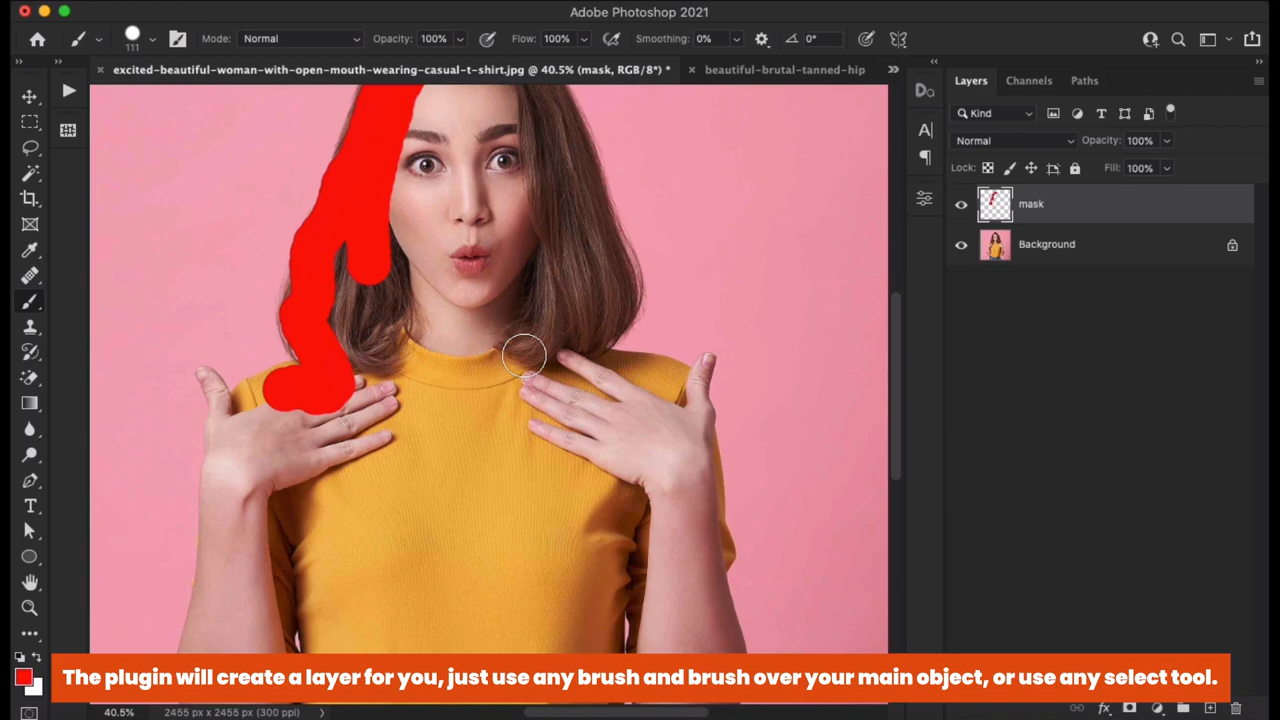 Adobe Photoshop 2021
111
Mode: Normal
Opacity: 100%
Flow: 100%
Smoothing: 0%
0°
excited-beautiful-woman-with-open-mouth-wearing-casual-t-shirt.jpg @ 40.5% (mask, RGB/8*) *
beautiful-brutal-tanned-hip
Layers
Channels
Paths
Kind
Normal
Opacity: 100%
Lock:
Fill: 100%
mask
Background
The plugin will create a layer for you, just use any brush and brush over your main object, or use any select tool.
40.5%
2455 px x 2455 px (300 ppi)